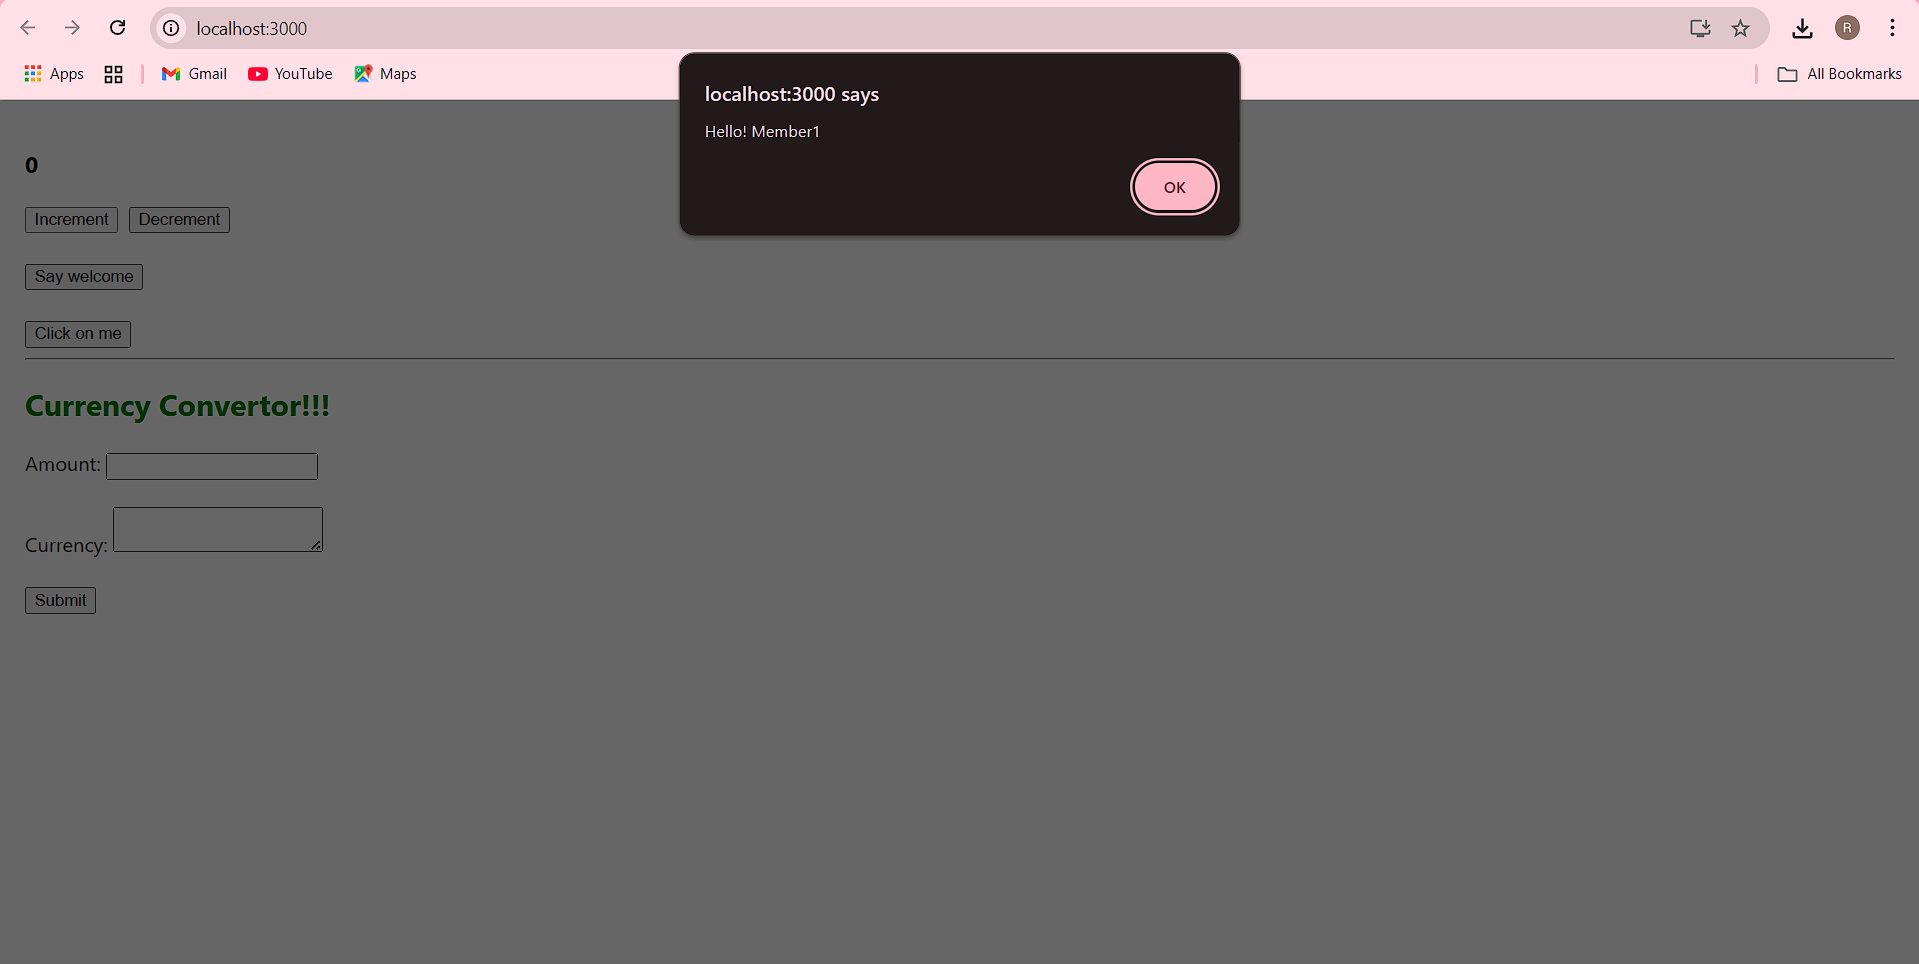 localhost:3000
R
Apps Gmail YouTube Maps All Bookmarks
localhost:3000 says
Hello! Member1
OK
0
Increment Decrement
Say welcome
Click on me
Currency Convertor!!!
Amount:
Currency:
Submit